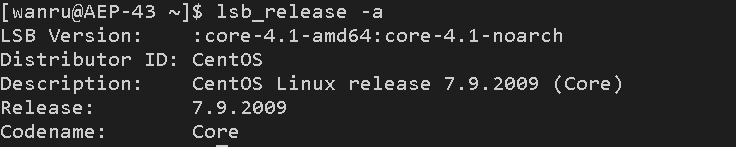 [wanru@AEP-43 ~]$ lsb_release -a
LSB Version:    :core-4.1-amd64:core-4.1-noarch
Distributor ID: CentOS
Description:    CentOS Linux release 7.9.2009 (Core)
Release:        7.9.2009
Codename:       Core